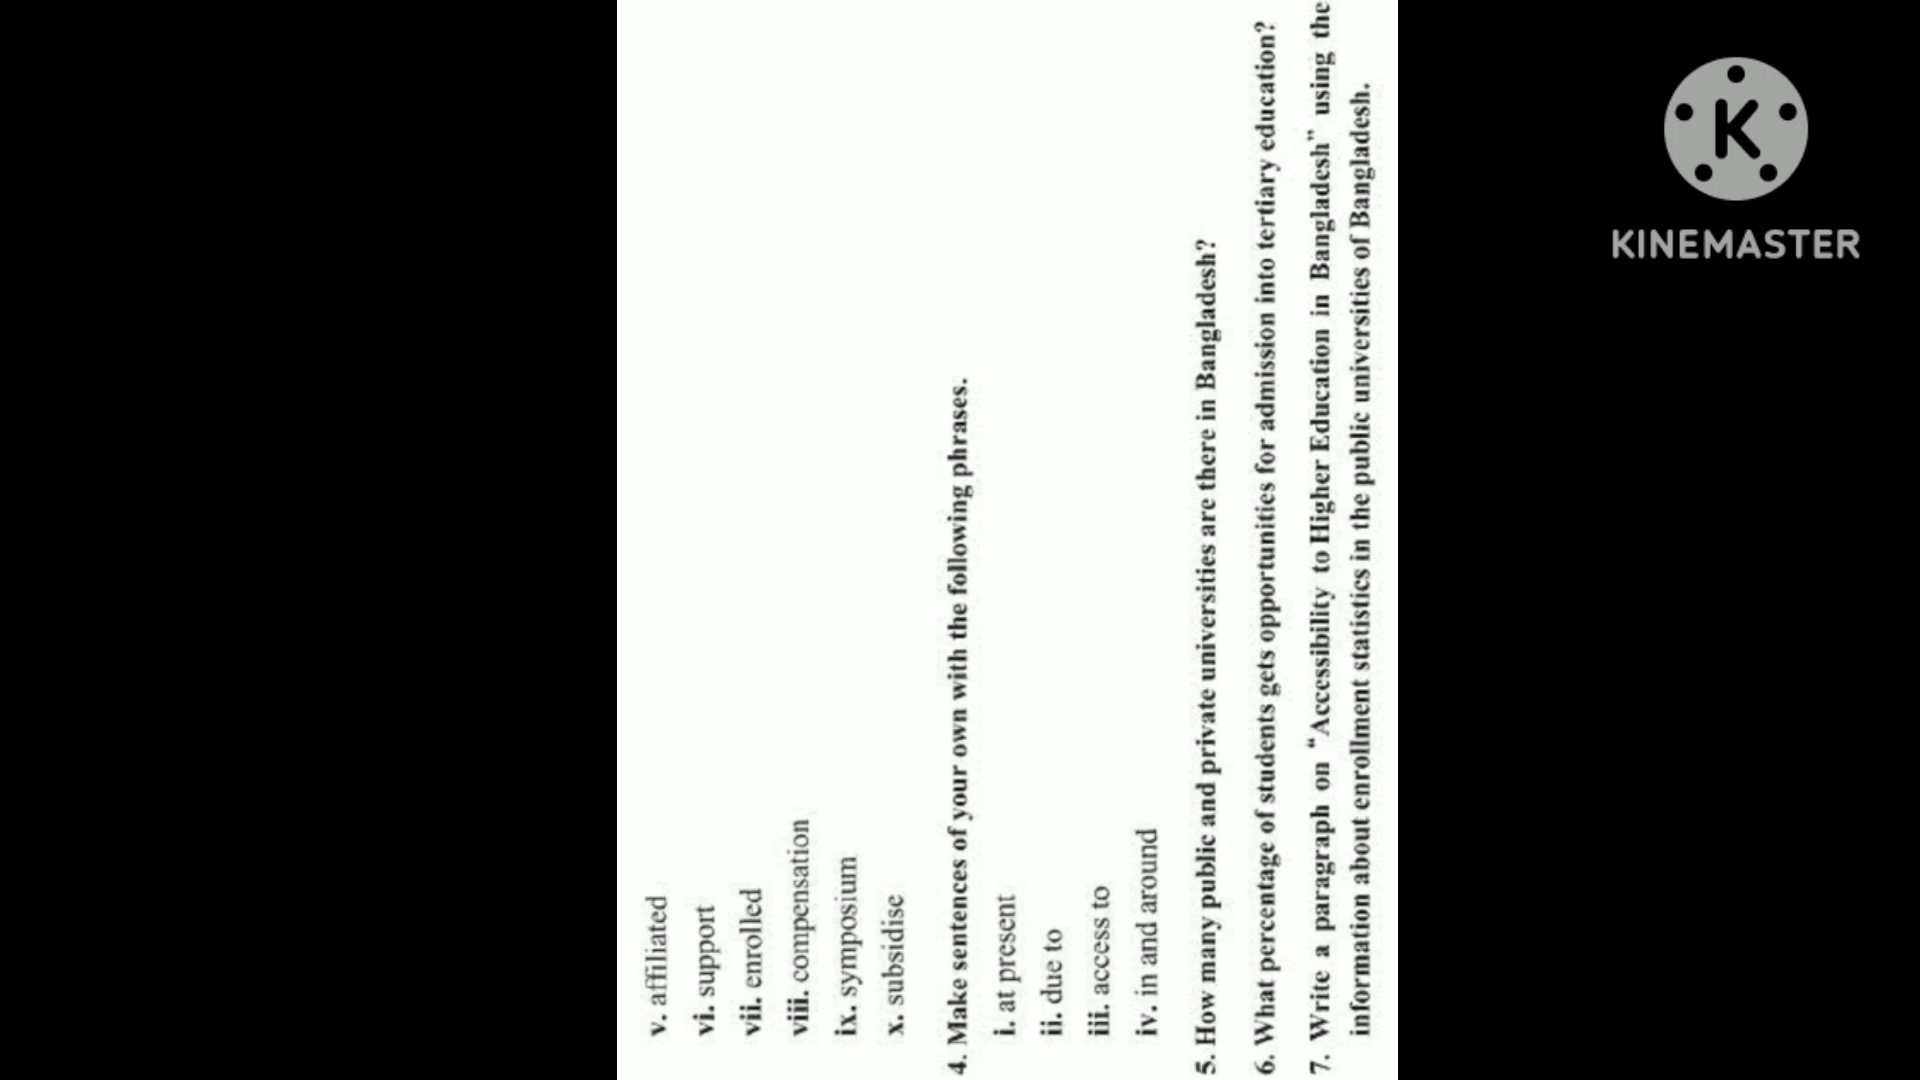 v. affiliated
vi. support
vii. enrolled
viii. compensation
ix. symposium
x. subsidise
4. Make sentences of your own with the following phrases.
i. at present
ii. due to
iii. access to
iv. in and around
5. How many public and private universities are there in Bangladesh?
6. What percentage of students gets opportunities for admission into tertiary education?
7. Write a paragraph on “Accessibility to Higher Education in Bangladesh” using the
information about enrollment statistics in the public universities of Bangladesh.
KINEMASTER